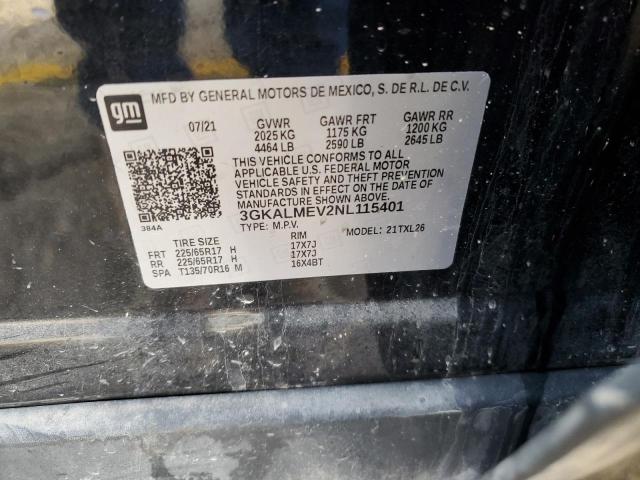 gm
MFD BY GENERAL MOTORS DE MEXICO, S. DE R.L. DE C.V.
07/21 GVWR GAWR FRT GAWR RR
2025 KG 1175 KG 1200 KG
4464 LB 2590 LB 2645 LB
THIS VEHICLE CONFORMS TO ALL
APPLICABLE U.S. FEDERAL MOTOR
VEHICLE SAFETY AND THEFT PREVENTION
STANDARDS IN EFFECT ON THE DATE OF
MANUFACTURE SHOWN ABOVE.
384A 3GKALMEV2NL115401
TYPE: M.P.V. MODEL: 21TXL26
TIRE SIZE RIM
FRT 225/65R17 H 17X7J
RR 225/65R17 H 17X7J
SPA T135/70R16 M 16X4BT